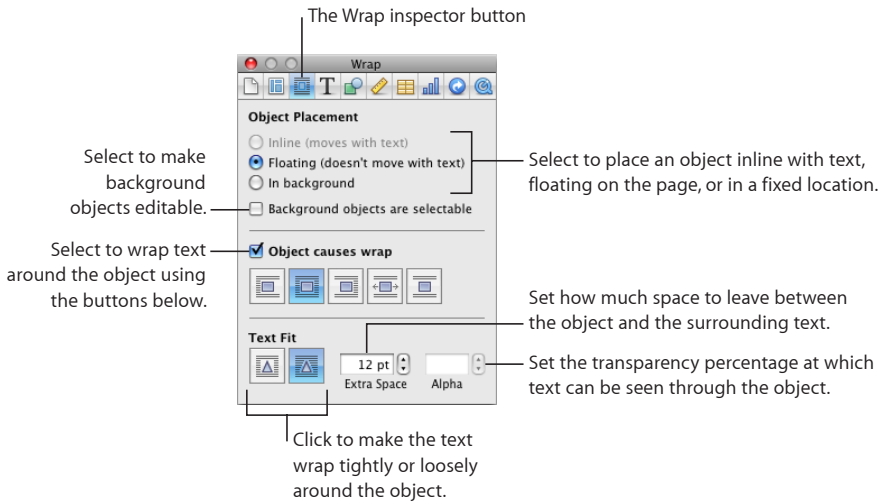 The Wrap inspector button
Wrap
T
Object Placement
Inline (moves with text)
Floating (doesn't move with text)
In background
Background objects are selectable
Select to make
background
objects editable.
Select to place an object inline with text,
floating on the page, or in a fixed location.
Select to wrap text
around the object using
the buttons below.
Object causes wrap
Set how much space to leave between
the object and the surrounding text.
Text Fit
12 pt
Extra Space
Alpha
Set the transparency percentage at which
text can be seen through the object.
Click to make the text
wrap tightly or loosely
around the object.